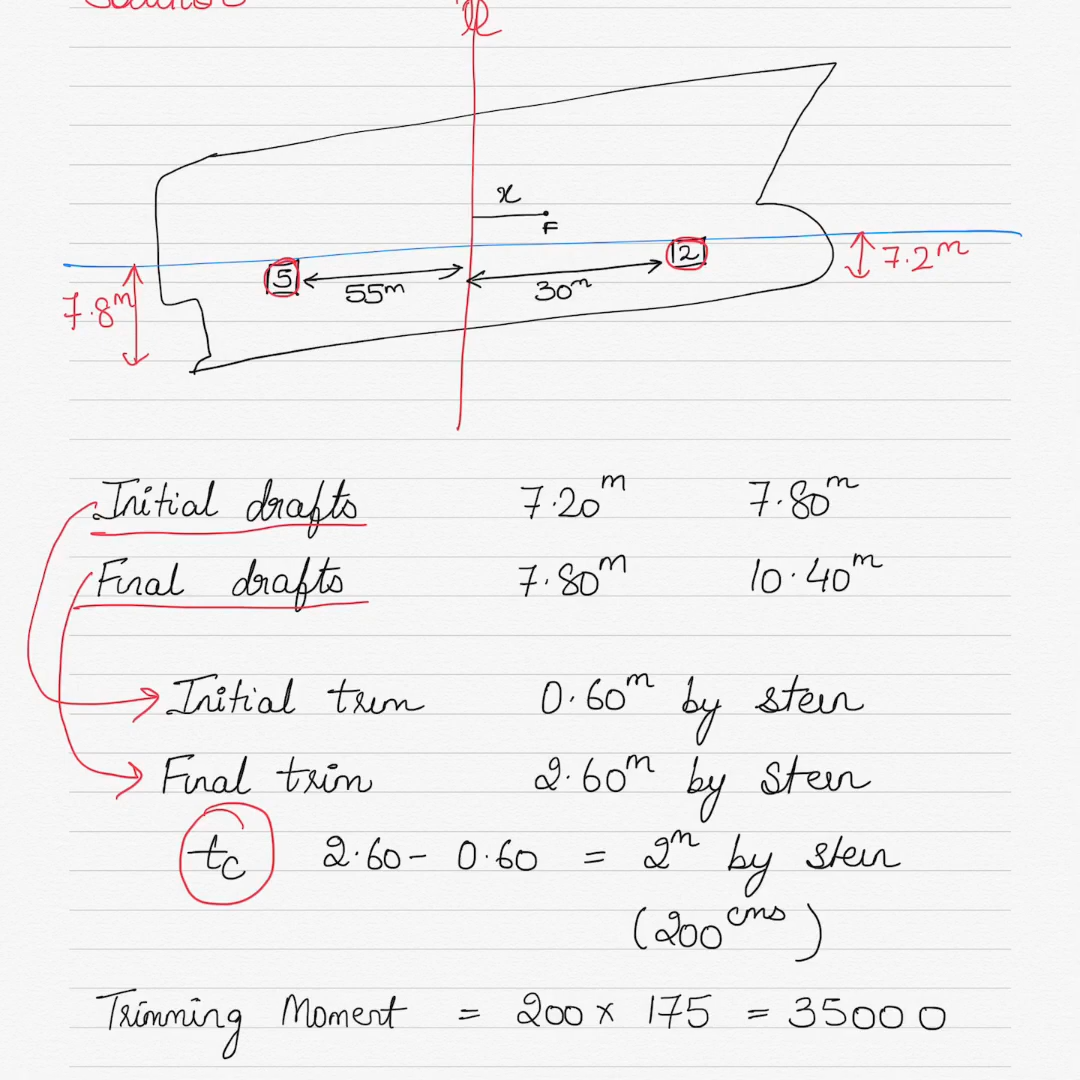 Solution
x
F
5
2
55m
30m
7.8m
7.2m
Initial drafts 7.20m 7.80m
Final drafts 7.80m 10.40m
Initial trim 0.60m by stern
Final trim 2.60m by stern
tc 2.60 - 0.60 = 2m by stern
(200cms)
Trimming Moment = 200 x 175 = 35000